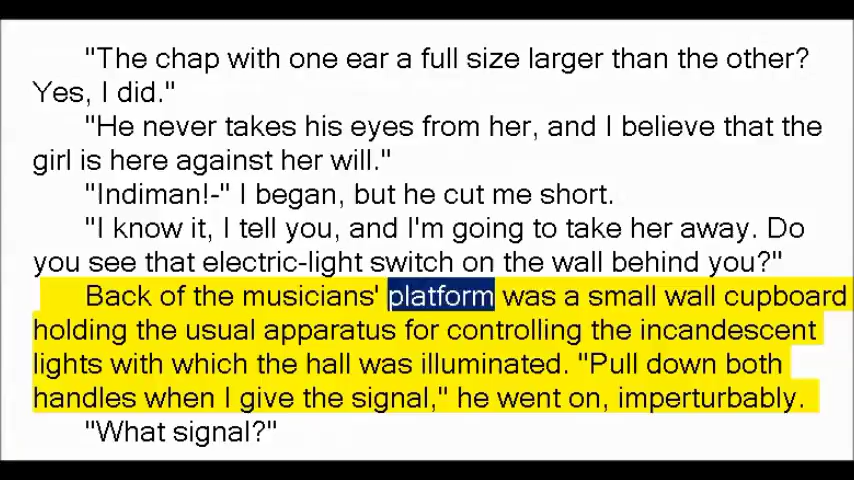 "The chap with one ear a full size larger than the other?
Yes, I did."
"He never takes his eyes from her, and I believe that the
girl is here against her will."
"Indiman!-" I began, but he cut me short.
"I know it, I tell you, and I'm going to take her away. Do
you see that electric-light switch on the wall behind you?"
Back of the musicians' platform was a small wall cupboard
holding the usual apparatus for controlling the incandescent
lights with which the hall was illuminated. "Pull down both
handles when I give the signal," he went on, imperturbably.
"What signal?"